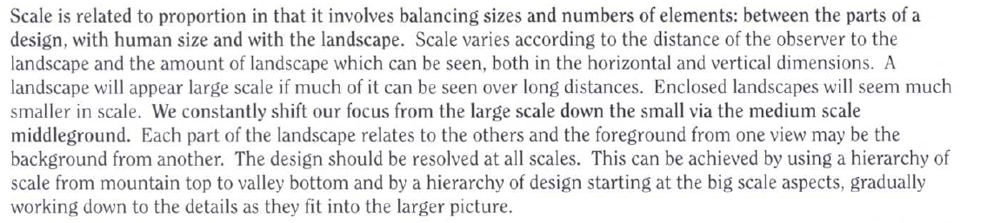 Scale is related to proportion in that it involves balancing sizes and numbers of elements: between the parts of a
design, with human size and with the landscape. Scale varies according to the distance of the observer to the
landscape and the amount of landscape which can be seen, both in the horizontal and vertical dimensions. A
landscape will appear large scale if much of it can be seen over long distances. Enclosed landscapes will seem much
smaller in scale. We constantly shift our focus from the large scale down the small via the medium scale
middleground. Each part of the landscape relates to the others and the foreground from one view may be the
background from another. The design should be resolved at all scales. This can be achieved by using a hierarchy of
scale from mountain top to valley bottom and by a hierarchy of design starting at the big scale aspects, gradually
working down to the details as they fit into the larger picture.